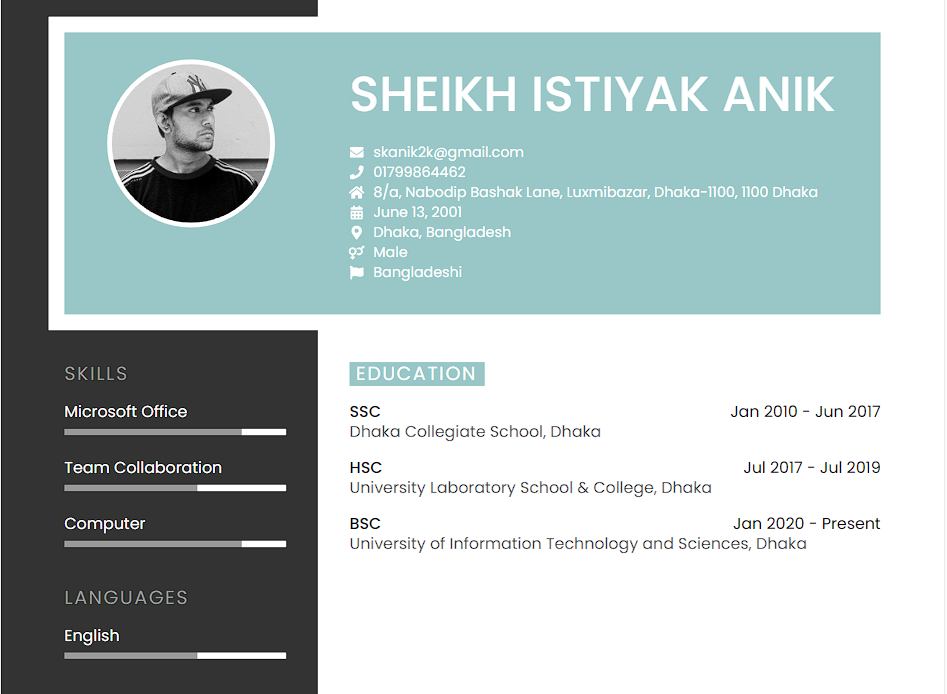 SHEIKH ISTIYAK ANIK
skanik2k@gmail.com
01799864462
8/a, Nabodip Bashak Lane, Luxmibazar, Dhaka-1100, 1100 Dhaka
June 13, 2001
Dhaka, Bangladesh
Male
Bangladeshi
SKILLS
Microsoft Office
Team Collaboration
Computer
LANGUAGES
English
EDUCATION
SSC Jan 2010 - Jun 2017
Dhaka Collegiate School, Dhaka
HSC Jul 2017 - Jul 2019
University Laboratory School & College, Dhaka
BSC Jan 2020 - Present
University of Information Technology and Sciences, Dhaka